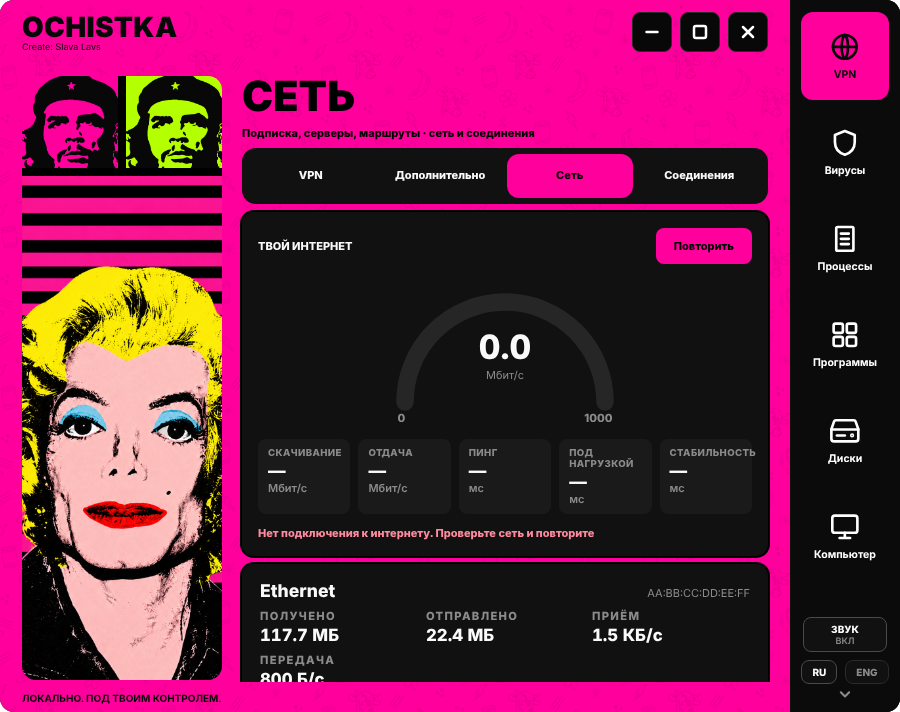 OCHISTKA
Create: Slava Lavs
СЕТЬ
Подписка, серверы, маршруты · сеть и соединения
VPN
Дополнительно
Сеть
Соединения
ТВОЙ ИНТЕРНЕТ
Повторить
0.0
Мбит/с
0
1000
СКАЧИВАНИЕ
—
Мбит/с
ОТДАЧА
—
Мбит/с
ПИНГ
—
мс
ПОД
НАГРУЗКОЙ
—
мс
СТАБИЛЬНОСТЬ
—
мс
Нет подключения к интернету. Проверьте сеть и повторите
Ethernet
AA:BB:CC:DD:EE:FF
ПОЛУЧЕНО
117.7 МБ
ОТПРАВЛЕНО
22.4 МБ
ПРИЁМ
1.5 КБ/с
ПЕРЕДАЧА
800 Б/с
ЛОКАЛЬНО. ПОД ТВОИМ КОНТРОЛЕМ.
VPN
Вирусы
Процессы
Программы
Диски
Компьютер
ЗВУК
ВКЛ
RU
ENG